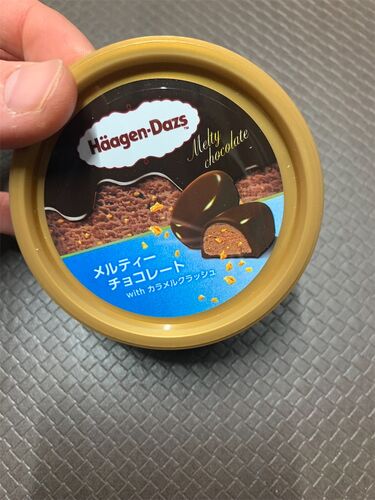 Häagen-Dazs™
Melty
chocolate
メルティー
チョコレート
with カラメルクラッシュ